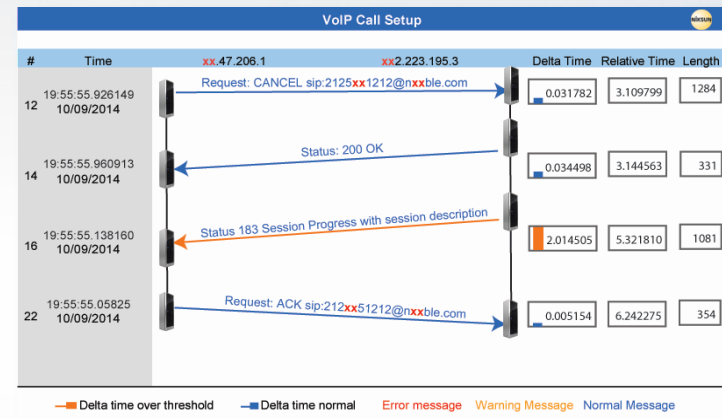 VoIP Call Setup
NIKSUN
# Time xx.47.206.1 xx2.223.195.3 Delta Time Relative Time Length
12 19:55:55.926149 Request: CANCEL sip:2125xx1212@nxxble.com 0.031782 3.109799 1284
10/09/2014
14 19:55:55.960913 Status: 200 OK 0.034498 3.144563 331
10/09/2014
16 19:55:55.138160 Status 183 Session Progress with session description 2.014505 5.321810 1081
10/09/2014
22 19:55:55.05825 Request: ACK sip:212xx51212@nxxble.com 0.005154 6.242275 354
10/09/2014
Delta time over threshold Delta time normal Error message Warning Message Normal Message